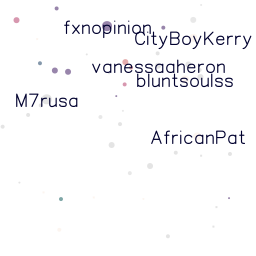 fxnopinion
CityBoyKerry
vanessaaheron
bluntsoulss
M7rusa
AfricanPat